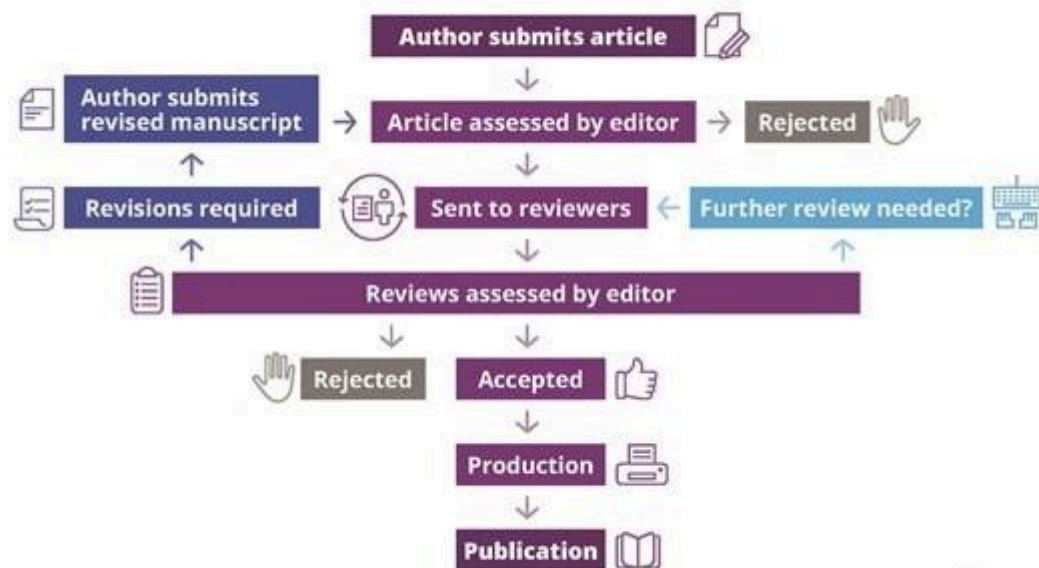 Author submits article
Author submits
revised manuscript
Article assessed by editor
Rejected
Revisions required
Sent to reviewers
Further review needed?
Reviews assessed by editor
Rejected
Accepted
Production
Publication